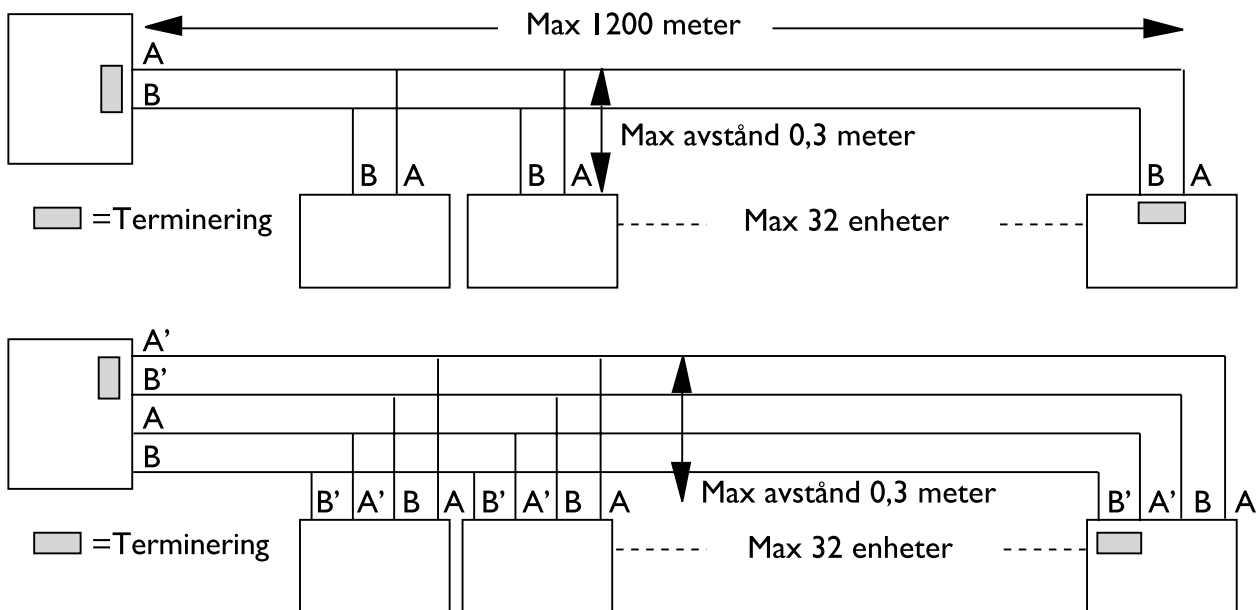 Max 1200 meter
A
B
Max avstånd 0,3 meter
B A B A B A
=Terminering
Max 32 enheter
A’
B’
A
B
Max avstånd 0,3 meter
B’ A’ B A B’ A’ B A B’ A’ B A
=Terminering
Max 32 enheter